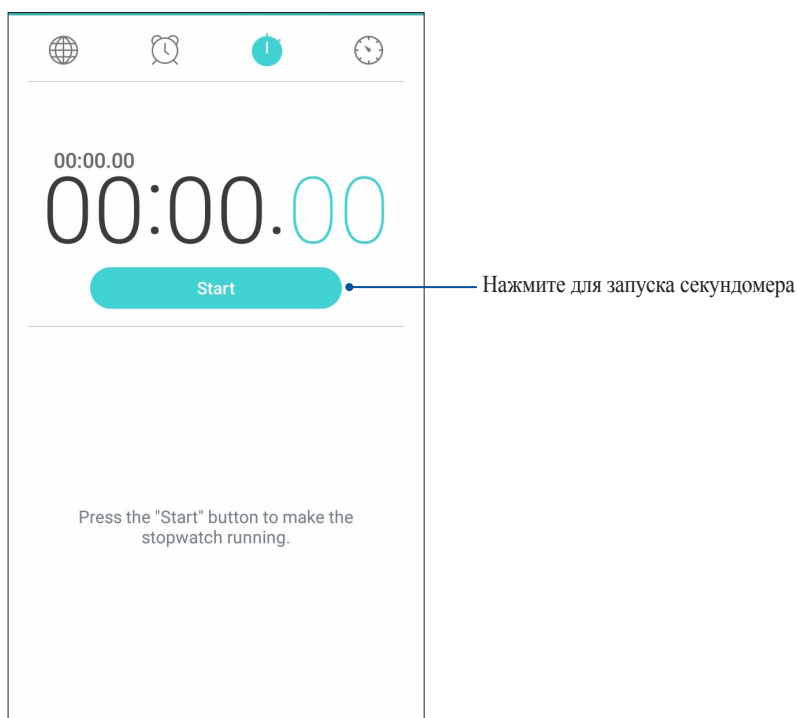 00:00.00
00:00.00
Start
Нажмите для запуска секундомера
Press the "Start" button to make the
stopwatch running.